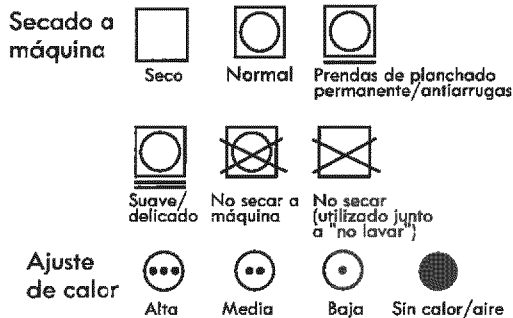 Secado a
máquina
Seco
Normal
Prendas de planchado
permanente/antiarrugas
Suave/
delicado
No secar a
máquina
No secar
(utilizado junto
a "no lavar")
Ajuste
de calor
Alta
Media
Baja
Sin calor/aire